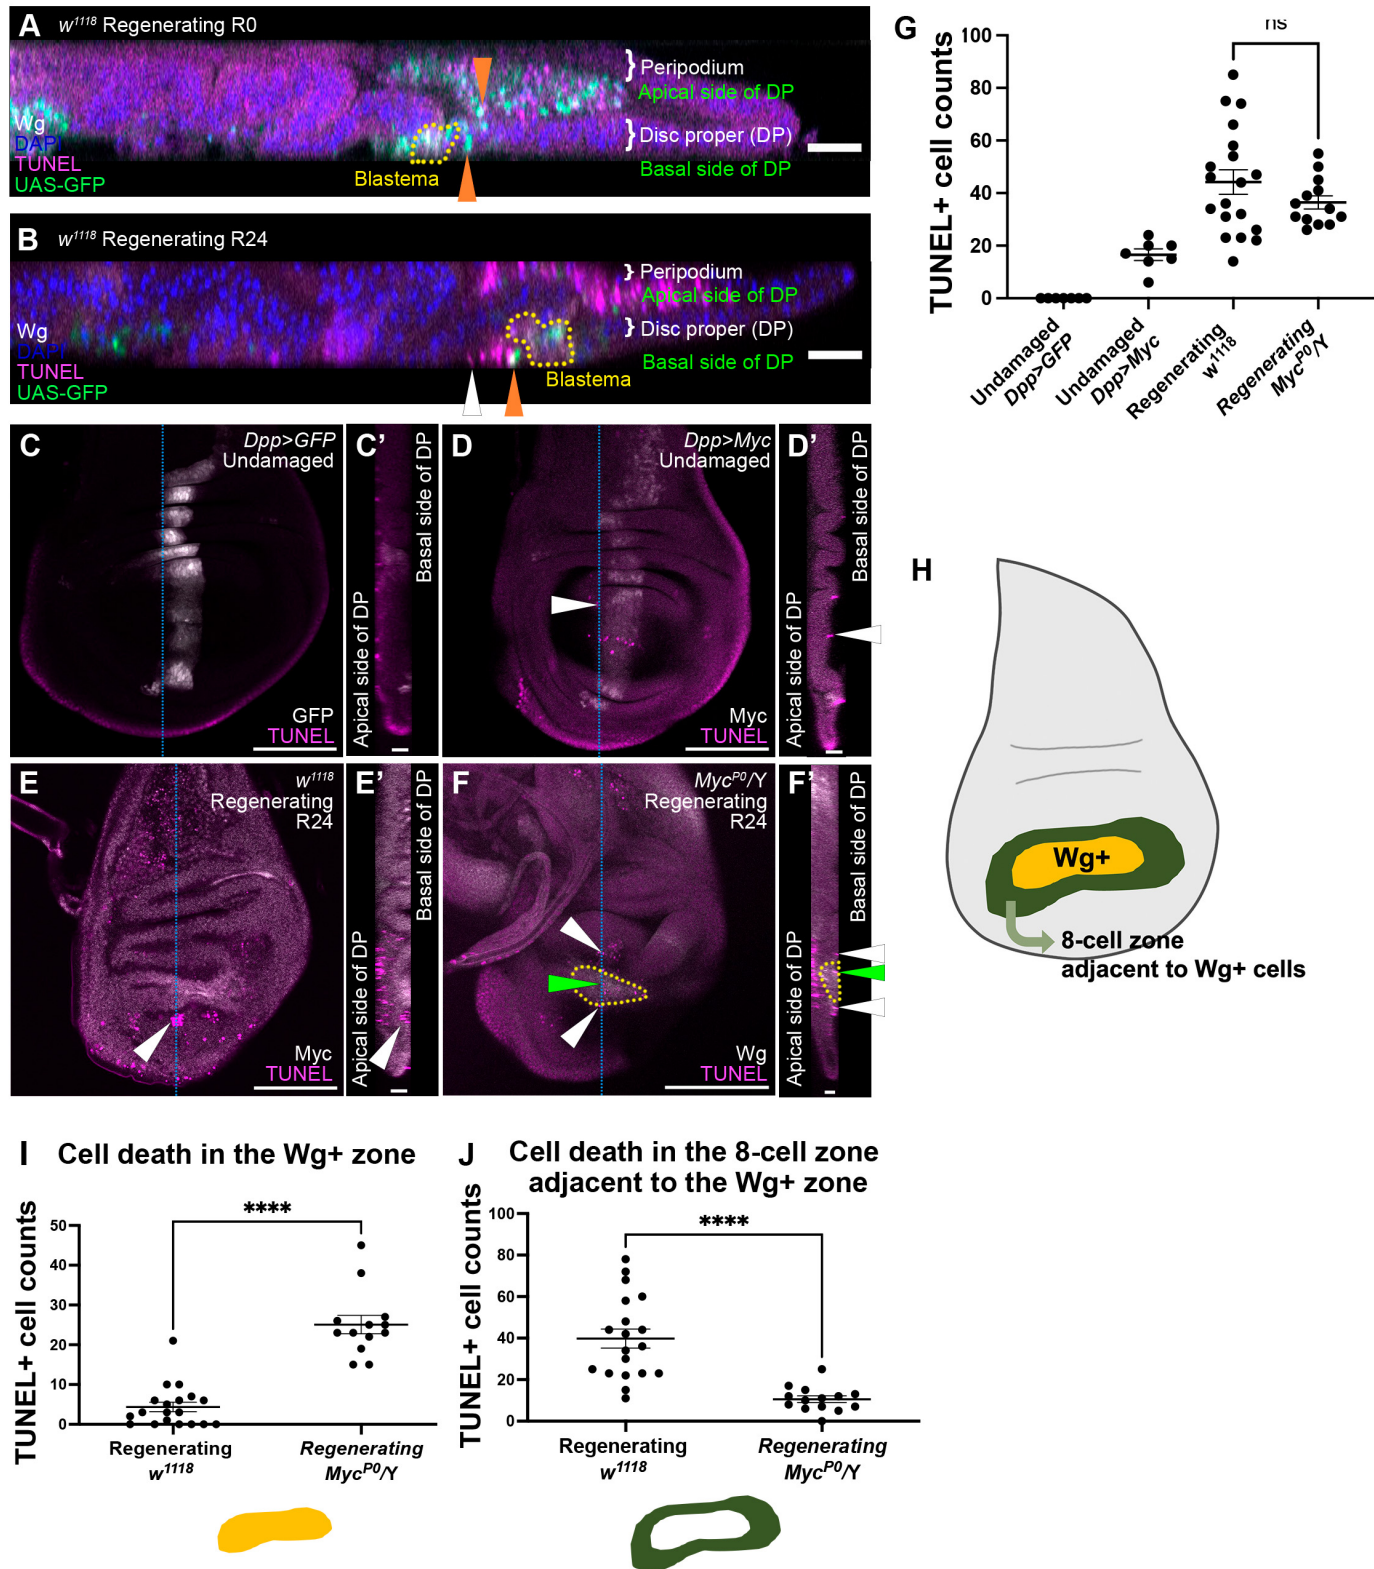 A w1118 Regenerating R0
Peripodium
Apical side of DP
Disc proper (DP)
Basal side of DP
Wg
DAPI
TUNEL
UAS-GFP
Blastema
B w1118 Regenerating R24
Peripodium
Apical side of DP
Disc proper (DP)
Basal side of DP
Wg
DAPI
TUNEL
UAS-GFP
Blastema
C
Dpp>GFP
Undamaged
GFP
TUNEL
C’
Apical side of DP
Basal side of DP
D
Dpp>Myc
Undamaged
Myc
TUNEL
D’
Apical side of DP
Basal side of DP
E
w1118
Regenerating
R24
Myc
TUNEL
E’
Apical side of DP
Basal side of DP
F
MycP0/Y
Regenerating
R24
Wg
TUNEL
F’
Apical side of DP
Basal side of DP
G
ns
TUNEL+ cell counts
100
80
60
40
20
0
Undamaged
Dpp>GFP
Undamaged
Dpp>Myc
Regenerating
w1118
Regenerating
MycP0/Y
H
Wg+
8-cell zone
adjacent to Wg+ cells
I Cell death in the Wg+ zone
TUNEL+ cell counts
****
50
40
30
20
10
0
Regenerating
w1118
Regenerating
MycP0/Y
J Cell death in the 8-cell zone
adjacent to the Wg+ zone
TUNEL+ cell counts
****
100
80
60
40
20
0
Regenerating
w1118
Regenerating
MycP0/Y